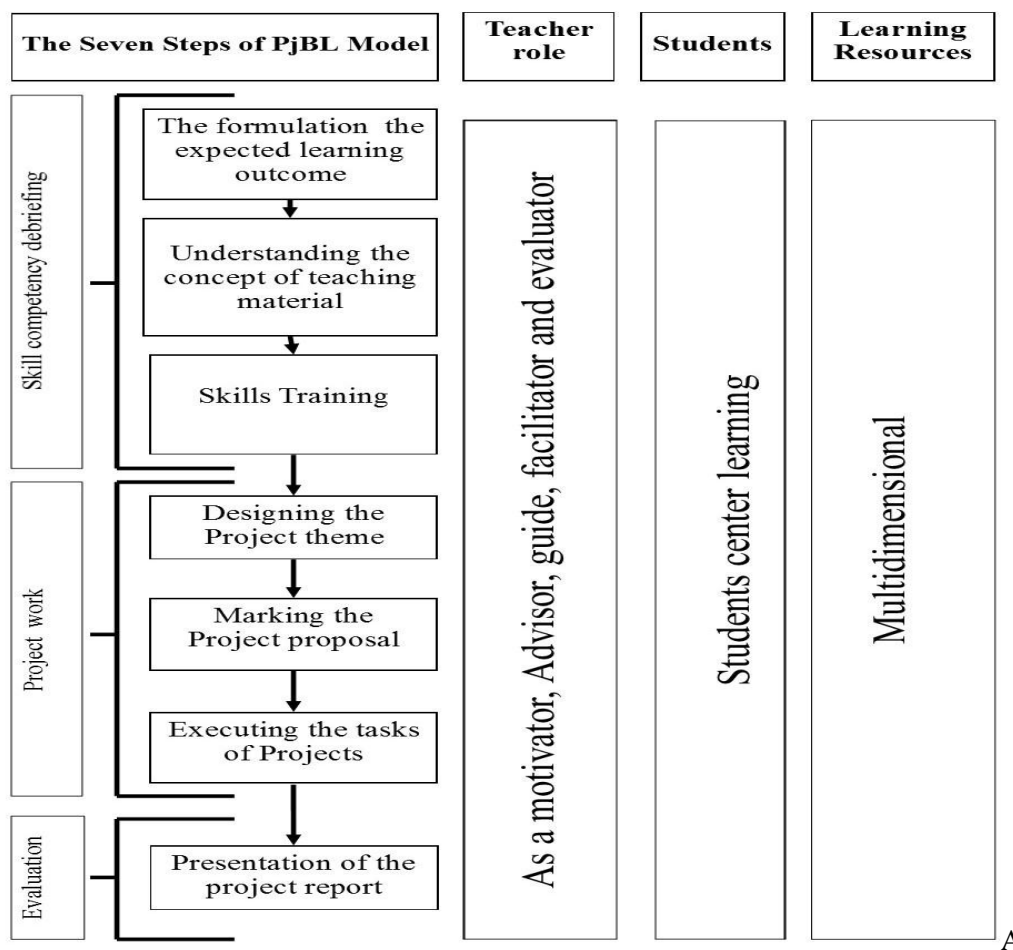 The Seven Steps of PjBL Model
Teacher
role
Students
Learning
Resources
Skill competency debriefing
The formulation the
expected learning
outcome
Understanding the
concept of teaching
material
Skills Training
Project work
Designing the
Project theme
Marking the
Project proposal
Executing the tasks
of Projects
Evaluation
Presentation of the
project report
As a motivator, Advisor, guide, facilitator and evaluator
Students center learning
Multidimensional
A